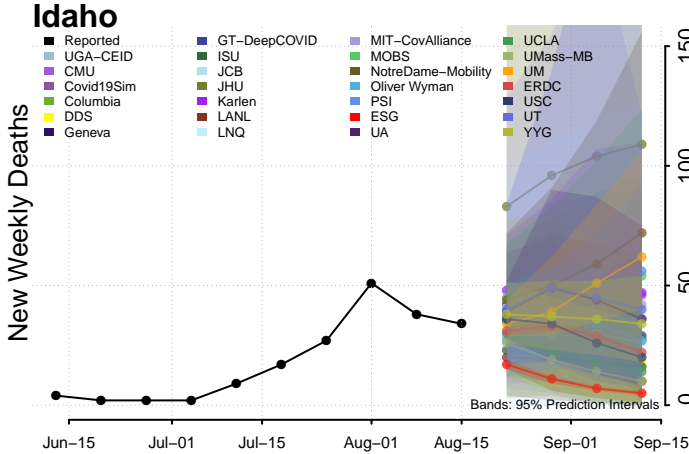 Idaho
Reported
UGA−CEID
CMU
Covid19Sim
Columbia
DDS
Geneva
GT−DeepCOVID
ISU
JCB
JHU
Karlen
LANL
LNQ
MIT−CovAlliance
MOBS
NotreDame−Mobility
Oliver Wyman
PSI
ESG
UA
UCLA
UMass−MB
UM
ERDC
USC
UT
YYG
New Weekly Deaths
150
100
50
0
Bands: 95% Prediction Intervals
Jun−15
Jul−01
Jul−15
Aug−01
Aug−15
Sep−01
Sep−15